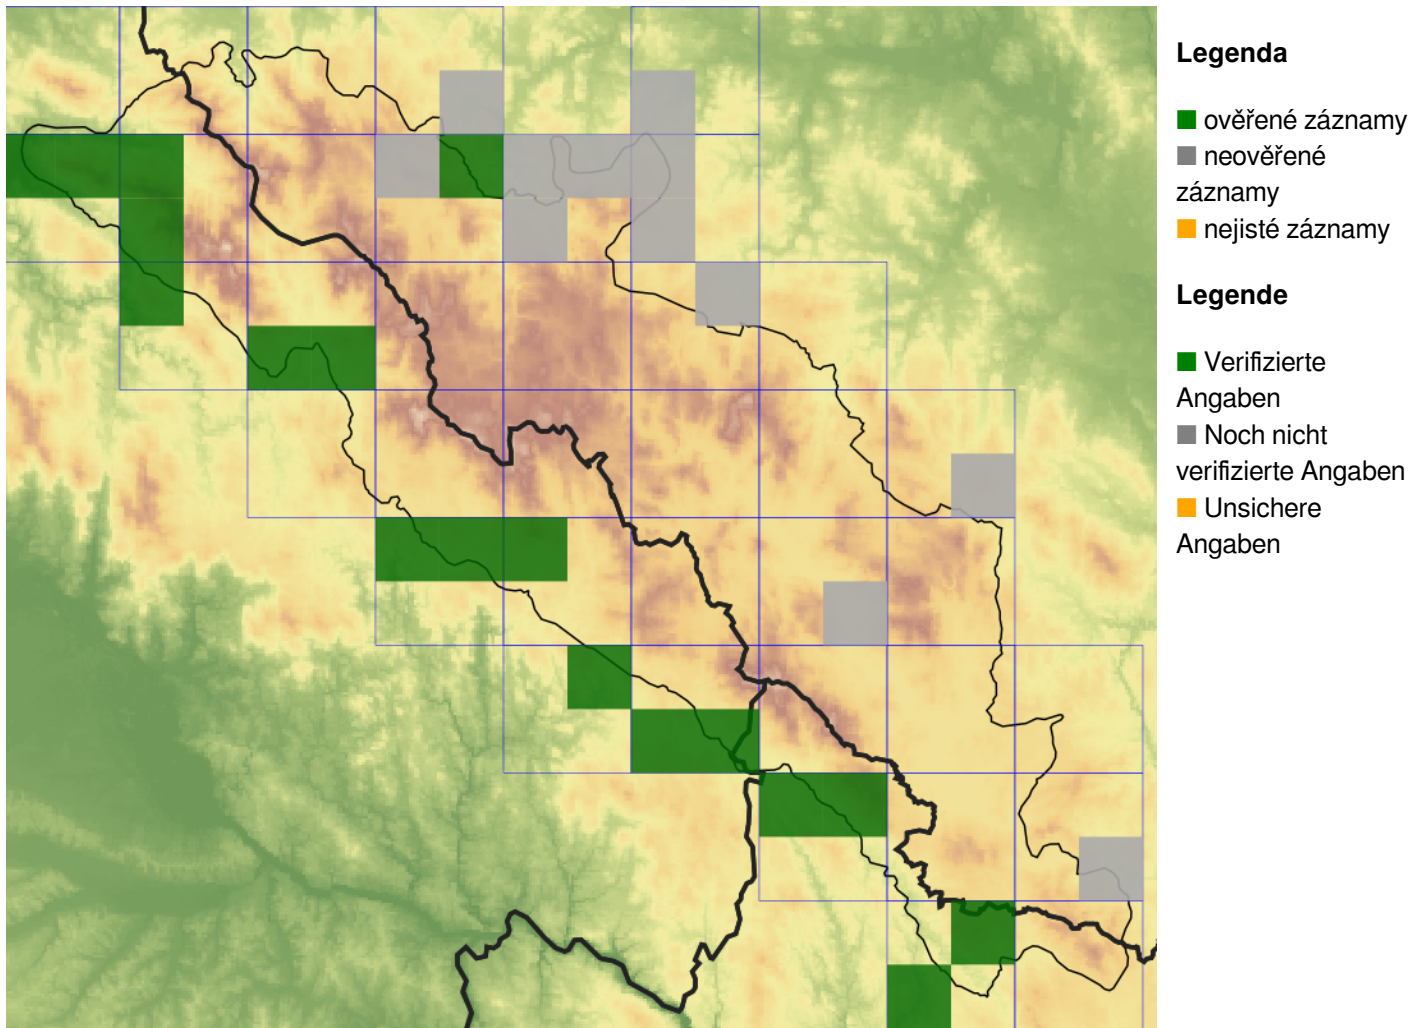 Legenda
ověřené záznamy
neověřené
záznamy
nejisté záznamy
Legende
Verifizierte
Angaben
Noch nicht
verifizierte Angaben
Unsichere
Angaben